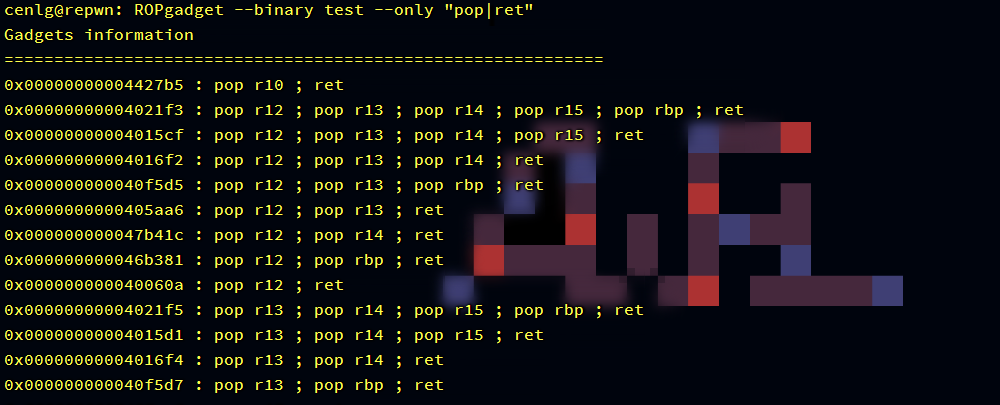 cenlg@repwn: ROPgadget --binary test --only "pop|ret"
Gadgets information
============================================================
0x00000000004427b5 : pop r10 ; ret
0x00000000004021f3 : pop r12 ; pop r13 ; pop r14 ; pop r15 ; pop rbp ; ret
0x00000000004015cf : pop r12 ; pop r13 ; pop r14 ; pop r15 ; ret
0x00000000004016f2 : pop r12 ; pop r13 ; pop r14 ; ret
0x000000000040f5d5 : pop r12 ; pop r13 ; pop rbp ; ret
0x0000000000405aa6 : pop r12 ; pop r13 ; ret
0x000000000047b41c : pop r12 ; pop r14 ; ret
0x000000000046b381 : pop r12 ; pop rbp ; ret
0x000000000040060a : pop r12 ; ret
0x00000000004021f5 : pop r13 ; pop r14 ; pop r15 ; pop rbp ; ret
0x00000000004015d1 : pop r13 ; pop r14 ; pop r15 ; ret
0x00000000004016f4 : pop r13 ; pop r14 ; ret
0x000000000040f5d7 : pop r13 ; pop rbp ; ret